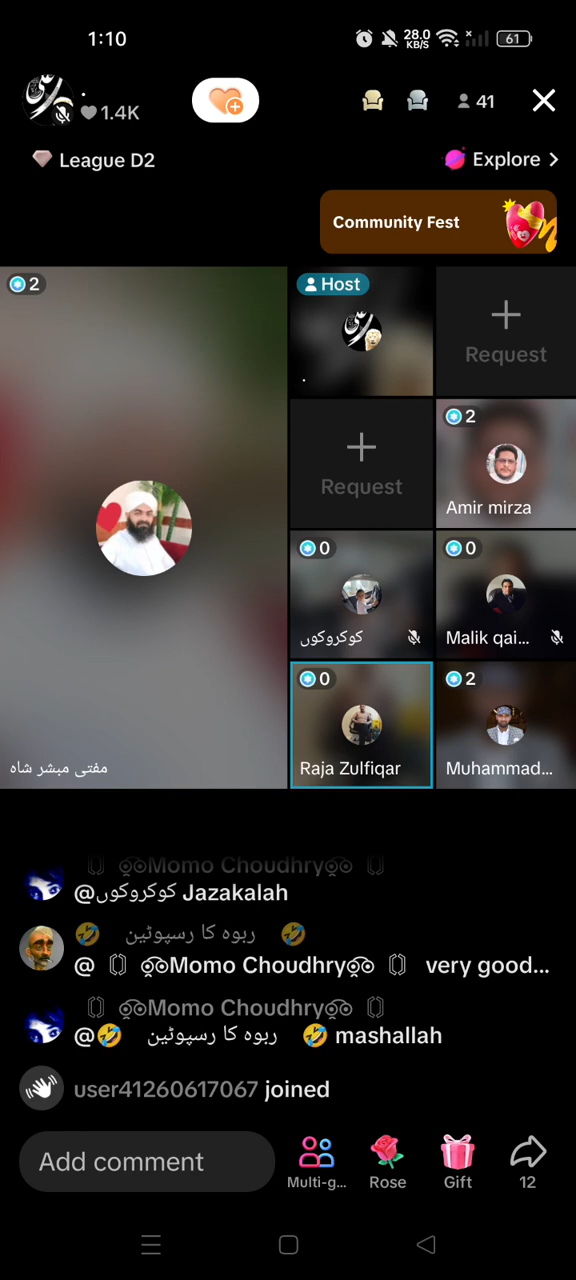 1:10
28.0
KB/S
61
.
1.4K
41
League D2
Explore >
Community Fest
2
Host
.
Request
Request
2
Amir mirza
0
کوکروکوں
0
Malik qai...
0
Raja Zulfiqar
2
Muhammad...
مفتی مبشر شاہ
Momo Choudhry
@کوکروکوں Jazakalah
🤣 ربوہ کا رسپوٹین 🤣
@ Momo Choudhry very good...
Momo Choudhry
@🤣 ربوہ کا رسپوٹین 🤣 mashallah
user41260617067 joined
Add comment
Multi-g...
Rose
Gift
12